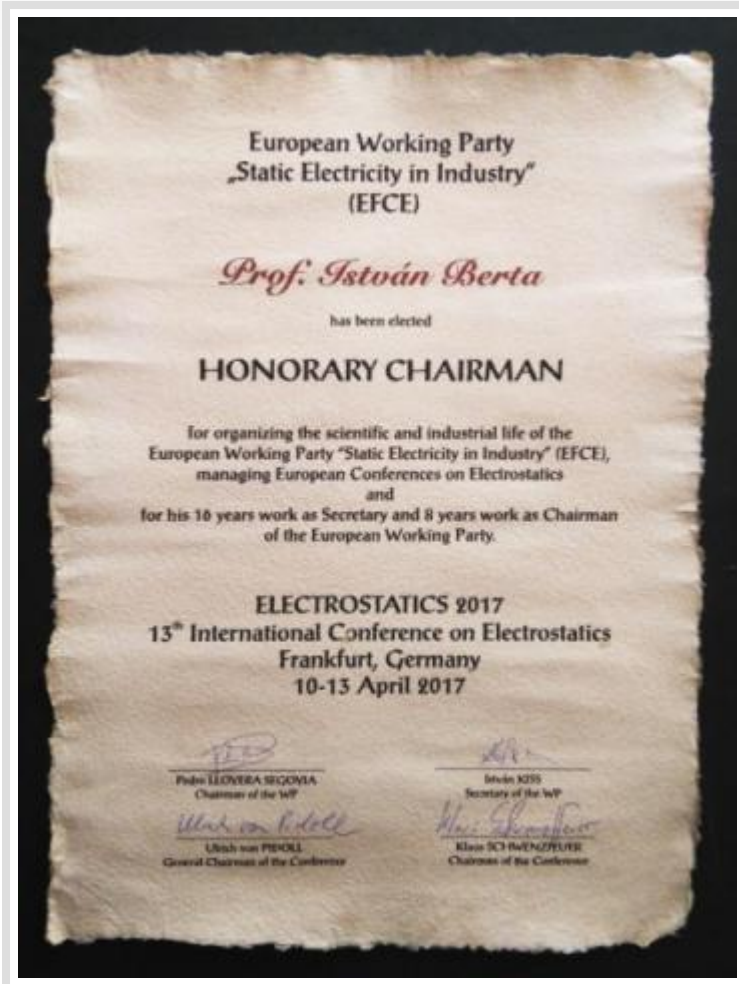 European Working Party
„Static Electricity in Industry“
(EFCE)
Prof. István Berta
has been elected
HONORARY CHAIRMAN
for organizing the scientific and industrial life of the
European Working Party “Static Electricity in Industry” (EFCE),
managing European Conferences on Electrostatics
and
for his 16 years work as Secretary and 8 years work as Chairman
of the European Working Party.
ELECTROSTATICS 2017
13th International Conference on Electrostatics
Frankfurt, Germany
10-13 April 2017
Pedro LLOVERA SEGOVIA
Chairman of the WP
István KISS
Secretary of the WP
Ulrich von Pidoll
Ulrich von PIDOLL
General Chairman of the Conference
Klaus SCHWENZFEUER
Chairman of the Conference